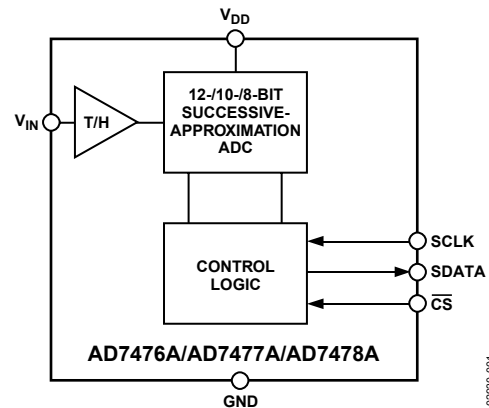 VDD
12-/10-/8-BIT
SUCCESSIVE-
APPROXIMATION
ADC
VIN
T/H
SCLK
SDATA
CS
CONTROL
LOGIC
AD7476A/AD7477A/AD7478A
GND